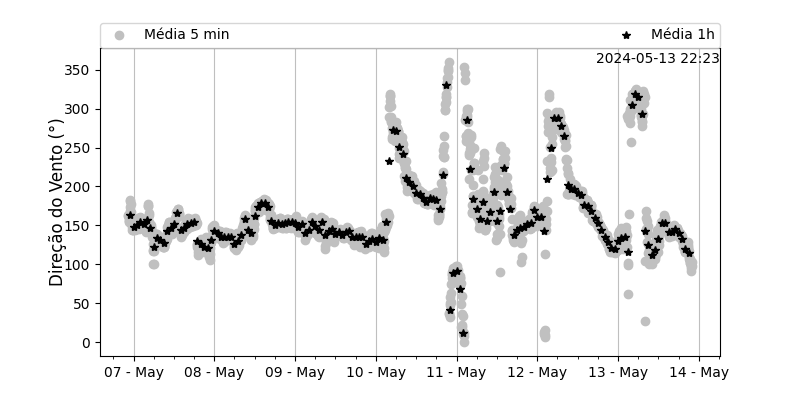 Média 5 min
Média 1h
2024-05-13 22:23
Direção do Vento (°)
350
300
250
200
150
100
50
0
07 - May
08 - May
09 - May
10 - May
11 - May
12 - May
13 - May
14 - May